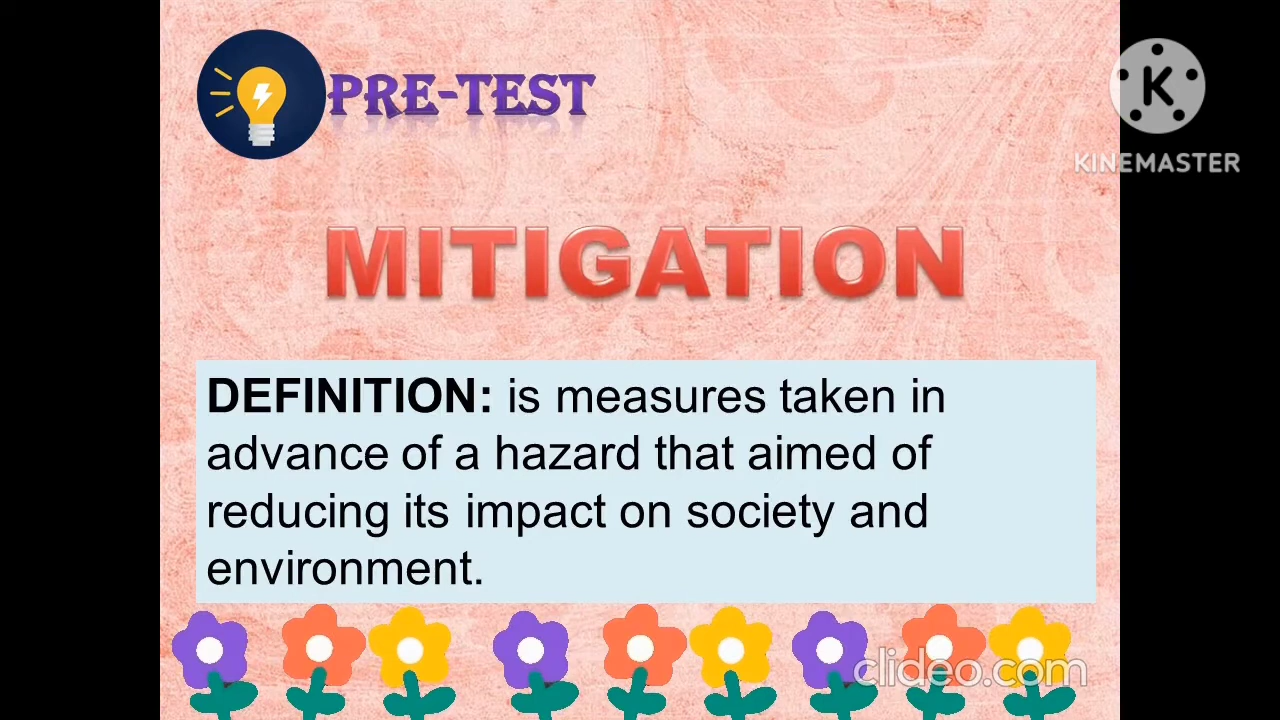 PRE-TEST
K
KINEMASTER
MITIGATION
DEFINITION: is measures taken in
advance of a hazard that aimed of
reducing its impact on society and
environment.
clideo.com